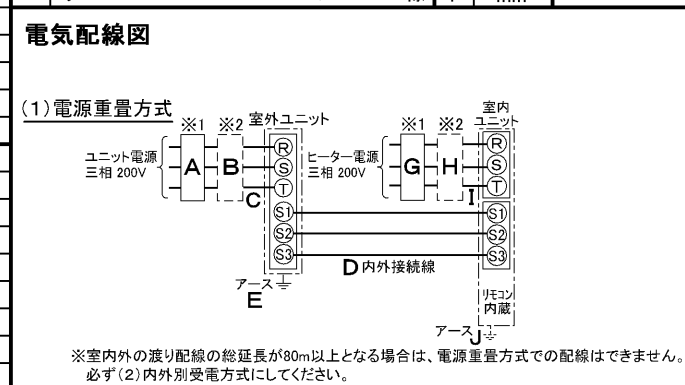 電気配線図
(1)電源重畳方式
※1 ※2 室外ユニット
ユニット電源
三相 200V
A B C
R
S
T
S1
S2
S3
アース
E
D 内外接続線
※1 ※2 室内
ユニット
ヒーター電源
三相 200V
G H I
R
S
T
S1
S2
S3
リモコン
内蔵
アース J
※室内外の渡り配線の総延長が80m以上となる場合は、電源重畳方式での配線はできません。
必ず(2)内外別受電方式にしてください。